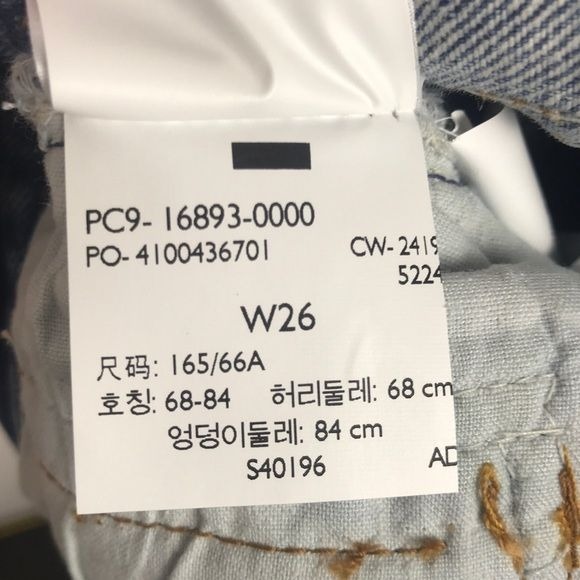 PC9- 16893-0000
PO- 4100436701 CW- 2419
5224
W26
尺码: 165/66A
호칭: 68-84 허리둘레: 68 cm
엉덩이둘레: 84 cm
S40196 AD